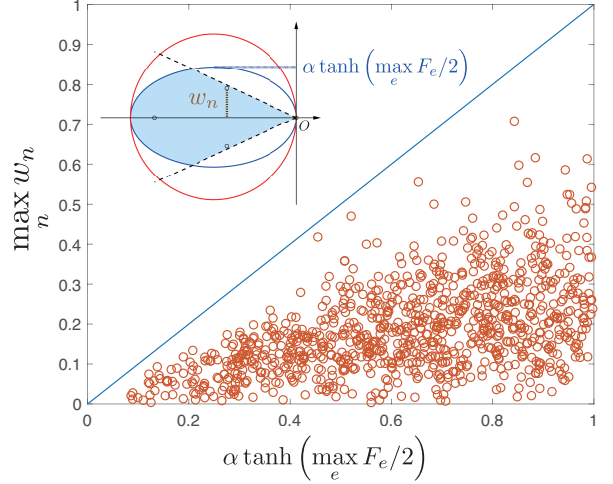 1
0.9
0.8
0.7
0.6
0.5
0.4
0.3
0.2
0.1
0
max w_n
n
α tanh ( max F_e/2 )
e
w_n
O
0
0.2
0.4
0.6
0.8
1
α tanh ( max F_e/2 )
e